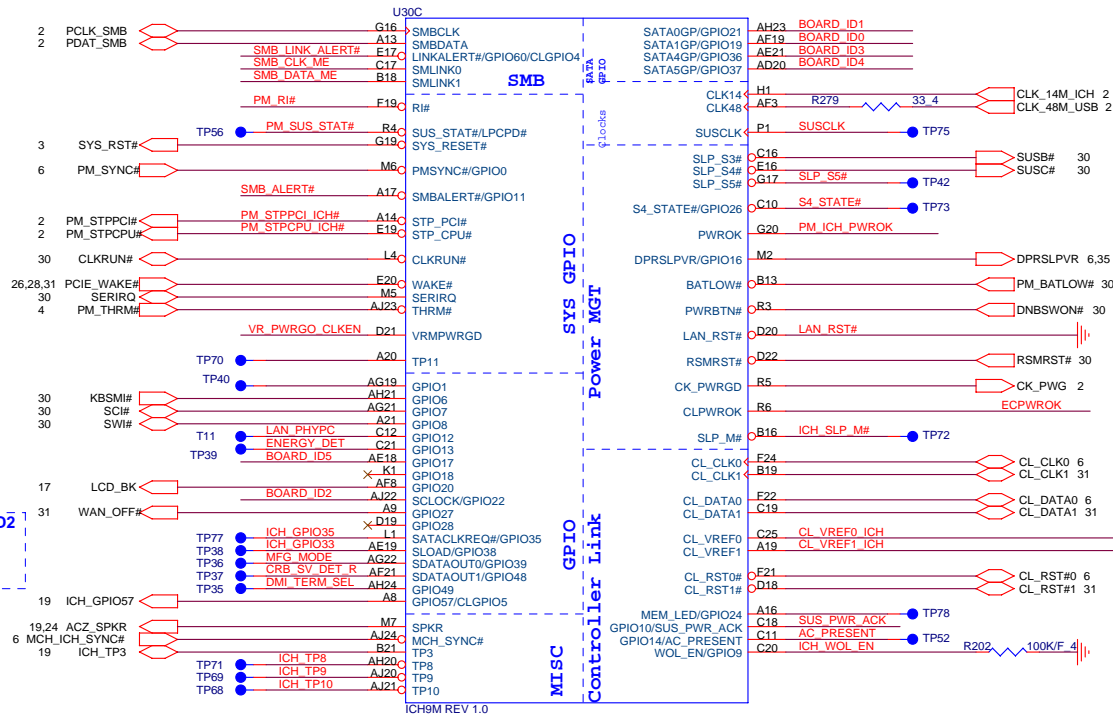 U30C
2 PCLK_SMB G16 SMBCLK
2 PDAT_SMB A13 SMBDATA
SMB_LINK_ALERT# E17 LINKALERT#/GPIO60/CLGPIO4
SMB_CLK_ME C17 SMLINK0
SMB_DATA_ME B18 SMLINK1
SMB
PM_RI# F19 RI#
TP56 PM_SUS_STAT# R4 SUS_STAT#/LPCPD#
3 SYS_RST# G19 SYS_RESET#
6 PM_SYNC# M6 PMSYNC#/GPIO0
SMB_ALERT# A17 SMBALERT#/GPIO11
2 PM_STPPCI# PM_STPPCI_ICH# A14 STP_PCI#
2 PM_STPCPU# PM_STPCPU_ICH# E19 STP_CPU#
30 CLKRUN# L4 CLKRUN#
26,28,31 PCIE_WAKE# E20 WAKE#
30 SERIRQ M5 SERIRQ
4 PM_THRM# AJ23 THRM#
VR_PWRGO_CLKEN D21 VRMPWRGD
TP70 A20 TP11
SYS GPIO
TP40 AG19 GPIO1
30 KBSMI# AH21 GPIO6
30 SCI# AG21 GPIO7
30 SWI# A21 GPIO8
T11 LAN_PHYPC C12 GPIO12
TP39 ENERGY_DET C21 GPIO13
BOARD_ID5 AE18 GPIO17
K1 GPIO18
17 LCD_BK AF8 GPIO20
BOARD_ID2 AJ22 SCLOCK/GPIO22
31 WAN_OFF# A9 GPIO27
D19 GPIO28
TP77 ICH_GPIO35 L1 SATACLKREQ#/GPIO35
TP38 ICH_GPIO33 AE19 SLOAD/GPIO38
TP36 MFG_MODE AG22 SDATAOUT0/GPIO39
TP37 CRB_SV_DET_R AF21 SDATAOUT1/GPIO48
TP35 DMI_TERM_SEL AH24 GPIO49
19 ICH_GPIO57 A8 GPIO57/CLGPIO5
GPIO
19,24 ACZ_SPKR M7 SPKR
6 MCH_ICH_SYNC# AJ24 MCH_SYNC#
19 ICH_TP3 B21 TP3
TP71 ICH_TP8 AH20 TP8
TP69 ICH_TP9 AJ20 TP9
TP68 ICH_TP10 AJ21 TP10
MISC
D2
SATA GPIO
SATA0GP/GPIO21 AH23 BOARD_ID1
SATA1GP/GPIO19 AF19 BOARD_ID0
SATA4GP/GPIO36 AE21 BOARD_ID3
SATA5GP/GPIO37 AD20 BOARD_ID4
Clocks
CLK14 H1 CLK_14M_ICH 2
CLK48 AF3 R279 33_4 CLK_48M_USB 2
SUSCLK P1 SUSCLK TP75
SLP_S3# C16 SUSB# 30
SLP_S4# E16 SUSC# 30
SLP_S5# G17 SLP_S5# TP42
S4_STATE#/GPIO26 C10 S4_STATE# TP73
PWROK G20 PM_ICH_PWROK
DPRSLPVR/GPIO16 M2 DPRSLPVR 6,35
BATLOW# B13 PM_BATLOW# 30
PWRBTN# R3 DNBSWON# 30
LAN_RST# D20 LAN_RST#
RSMRST# D22 RSMRST# 30
CK_PWRGD R5 CK_PWG 2
CLPWROK R6 ECPWROK
SLP_M# B16 ICH_SLP_M# TP72
Power MGT
CL_CLK0 F24 CL_CLK0 6
CL_CLK1 B19 CL_CLK1 31
CL_DATA0 F22 CL_DATA0 6
CL_DATA1 C19 CL_DATA1 31
CL_VREF0 C25 CL_VREF0_ICH
CL_VREF1 A19 CL_VREF1_ICH
CL_RST0# F21 CL_RST#0 6
CL_RST1# D18 CL_RST#1 31
MEM_LED/GPIO24 A16 TP78
GPIO10/SUS_PWR_ACK C18 SUS_PWR_ACK
GPIO14/AC_PRESENT C11 AC_PRESENT TP52
WOL_EN/GPIO9 C20 ICH_WOL_EN R202 100K/F_4
Controller Link
ICH9M REV 1.0